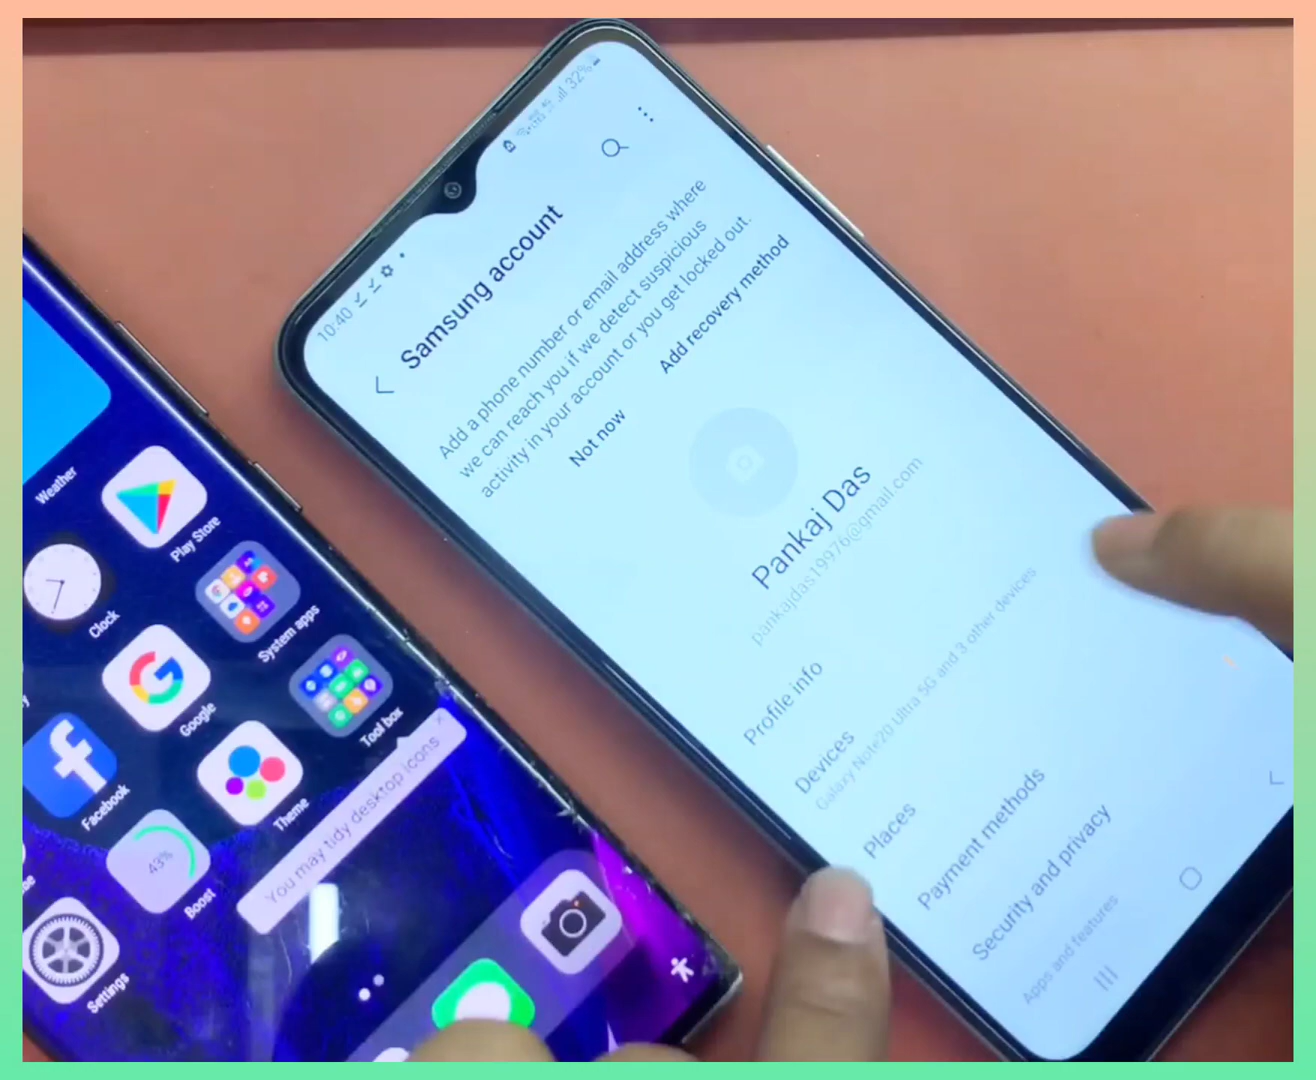 10:40
32%
Samsung account
Add a phone number or email address where
we can reach you if we detect suspicious
activity in your account or you get locked out.
Not now
Add recovery method
Pankaj Das
pankajdas19976@gmail.com
Profile info
Devices
Galaxy Note20 Ultra 5G and 3 other devices
Places
Payment methods
Security and privacy
Apps and features
Weather
Play Store
Clock
System apps
Google
Tool box
Facebook
Theme
You may tidy desktop icons
43%
Boost
Settings